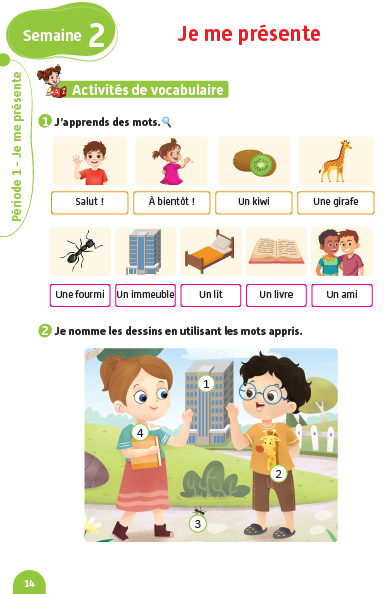 Semaine 2
Je me présente
Période 1 - Je me présente
Activités de vocabulaire
1 J'apprends des mots.
Salut !
À bientôt !
Un kiwi
Une girafe
Une fourmi
Un immeuble
Un lit
Un livre
Un ami
2 Je nomme les dessins en utilisant les mots appris.
1
4
2
3
14